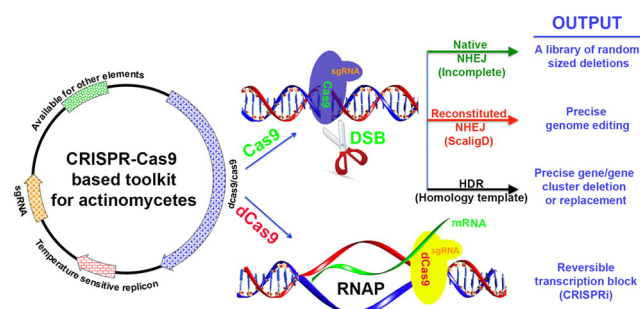 OUTPUT
Available for other elements
sgRNA
CRISPR-Cas9
based toolkit
for actinomycetes
Temperature sensitive replicon
dcas9/cas9
Cas9
dCas9
sgRNA
Cas9
DSB
Native
NHEJ
(Incomplete)
A library of random
sized deletions
Reconstituted
NHEJ
(ScaligD)
Precise
genome editing
HDR
(Homology template)
Precise gene/gene
cluster deletion
or replacement
mRNA
sgRNA
dCas9
RNAP
Reversible
transcription block
(CRISPRi)